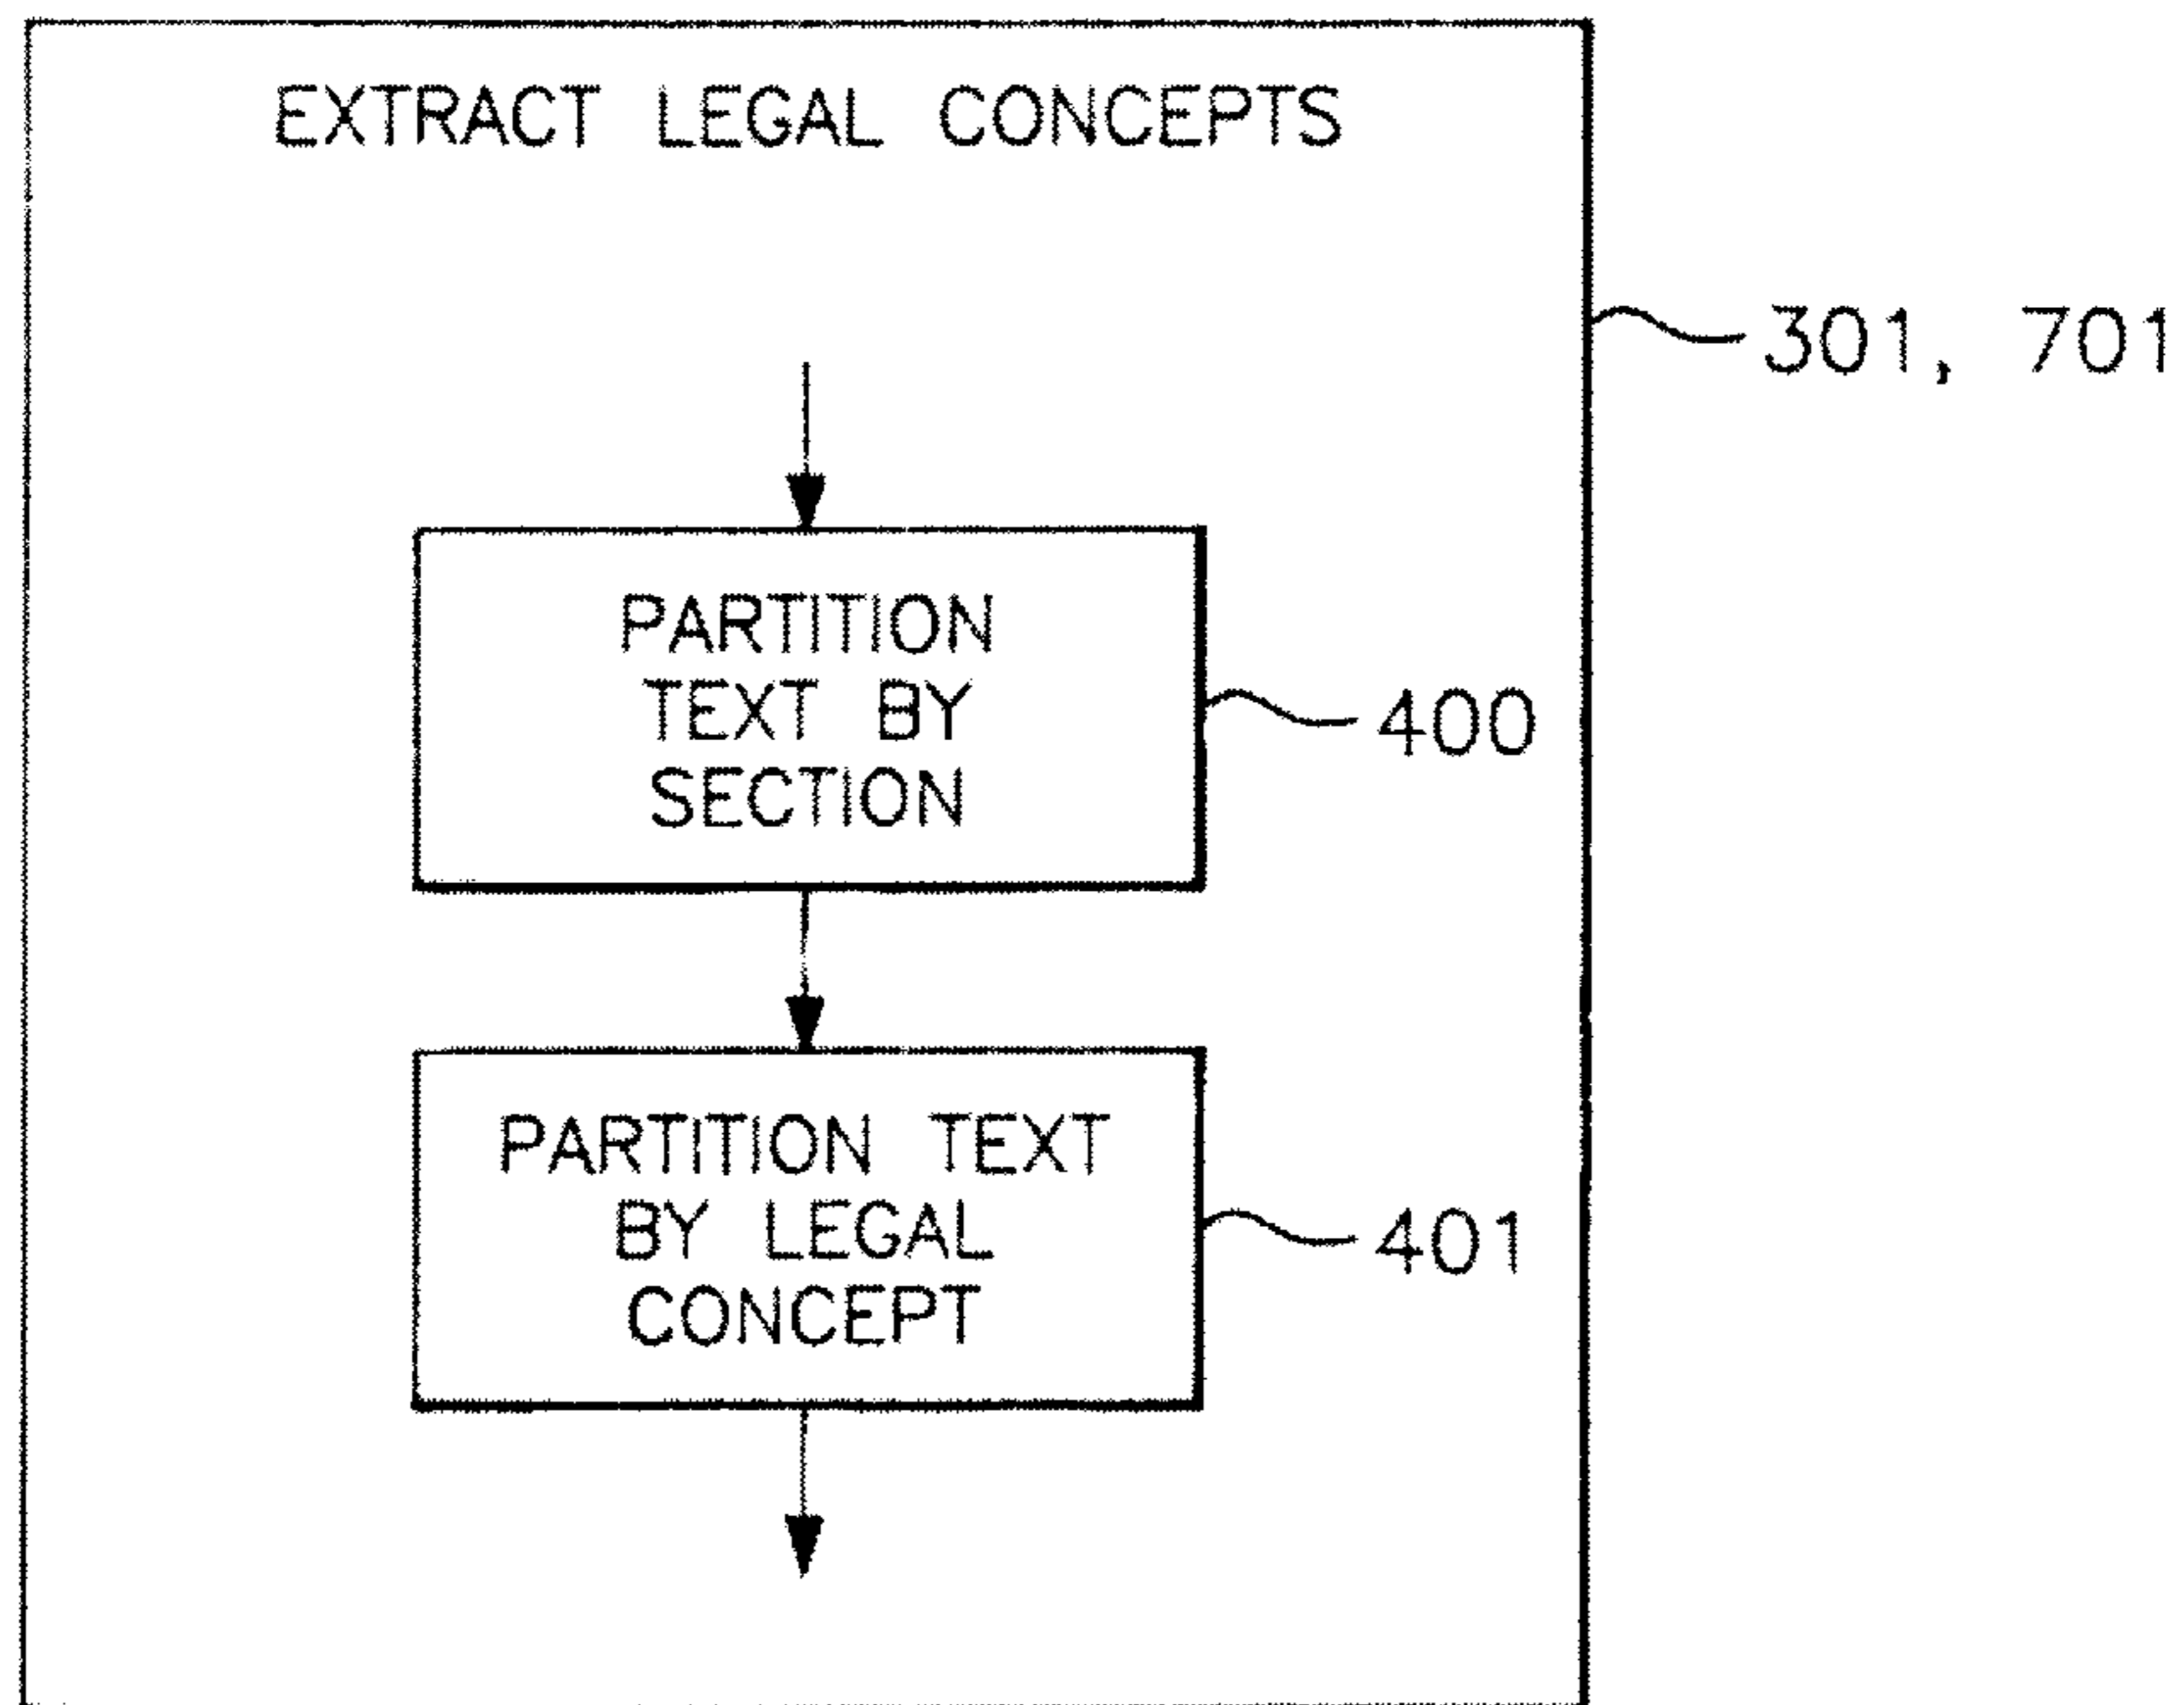 EXTRACT LEGAL CONCEPTS
301, 701
PARTITION
TEXT BY
SECTION
400
PARTITION TEXT
BY LEGAL
CONCEPT
401